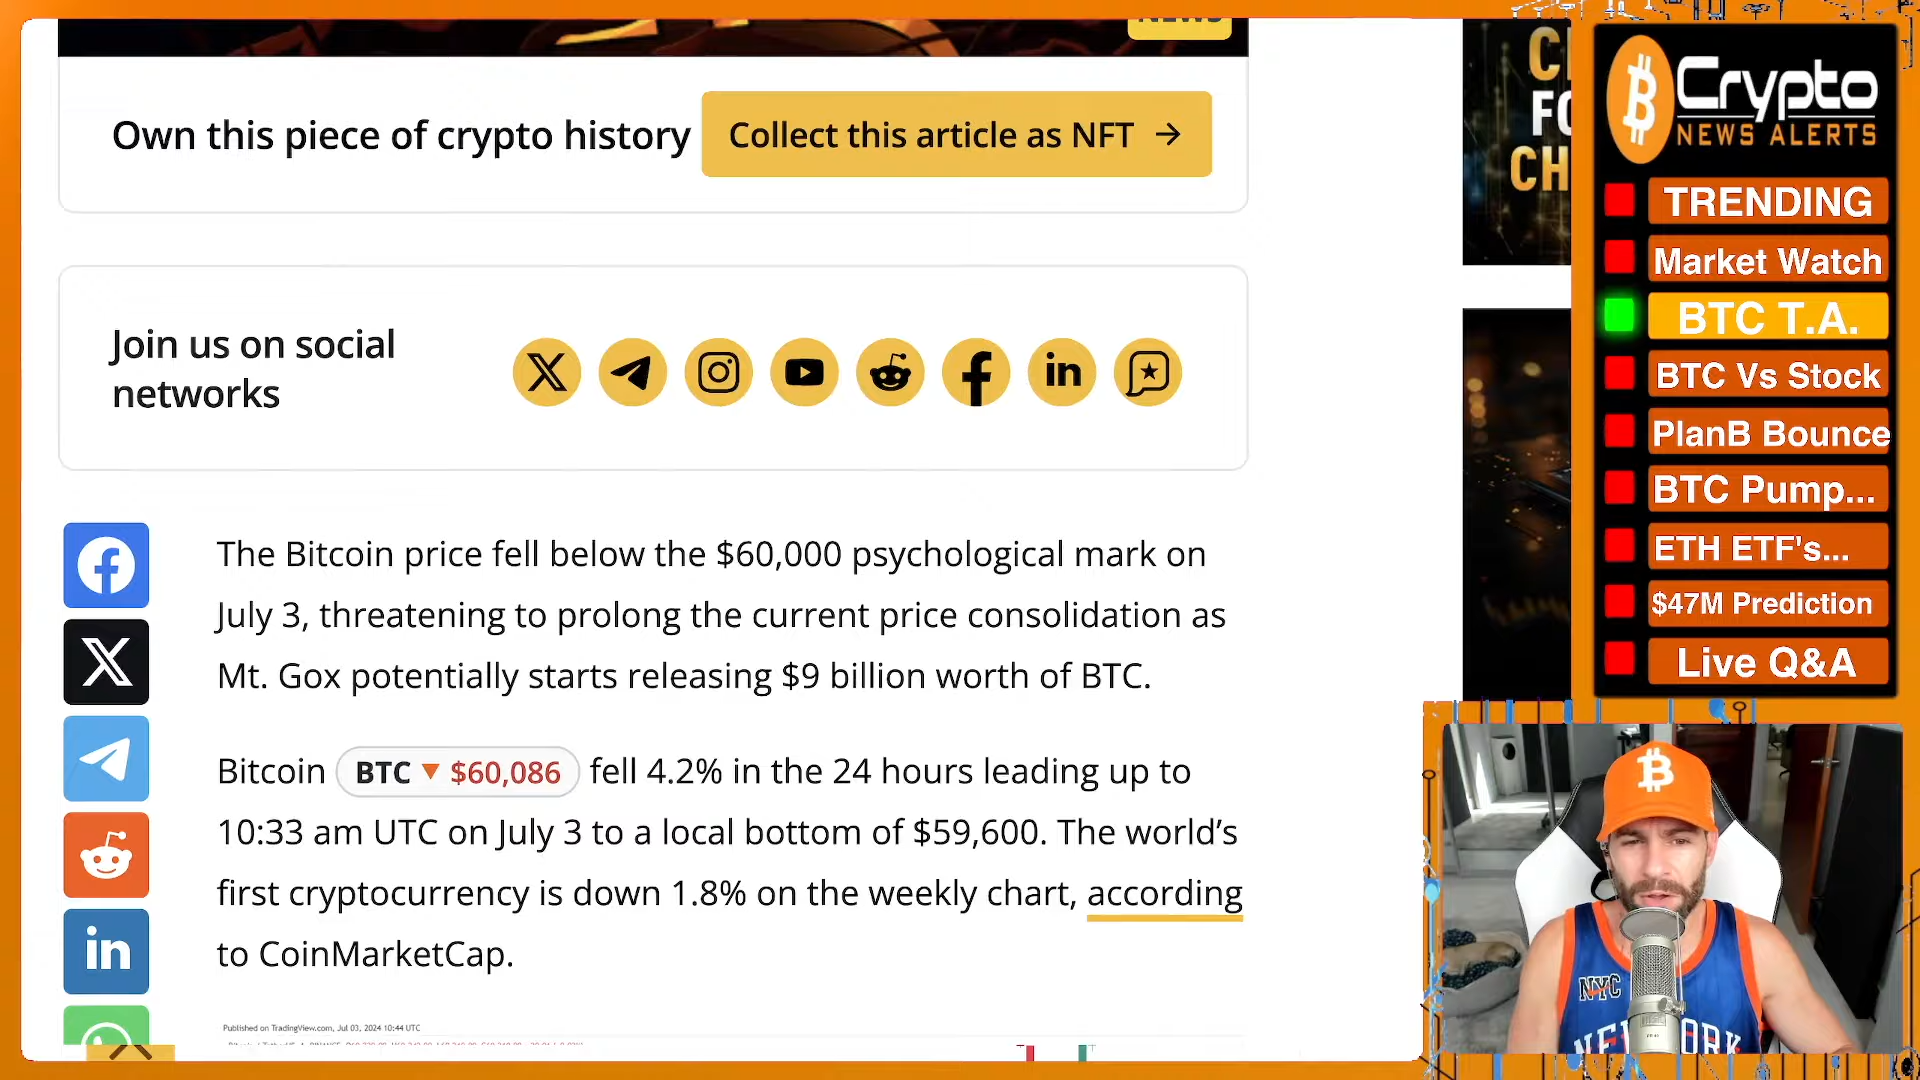 NEWS
Own this piece of crypto history
Collect this article as NFT →
Join us on social
networks
The Bitcoin price fell below the $60,000 psychological mark on
July 3, threatening to prolong the current price consolidation as
Mt. Gox potentially starts releasing $9 billion worth of BTC.
Bitcoin BTC ▼ $60,086 fell 4.2% in the 24 hours leading up to
10:33 am UTC on July 3 to a local bottom of $59,600. The world’s
first cryptocurrency is down 1.8% on the weekly chart, according
to CoinMarketCap.
Published on TradingView.com, Jul 03, 2024 10:44 UTC
FO
CH
Crypto
NEWS ALERTS
TRENDING
Market Watch
BTC T.A.
BTC Vs Stock
PlanB Bounce
BTC Pump...
ETH ETF's...
$47M Prediction
Live Q&A
NYC